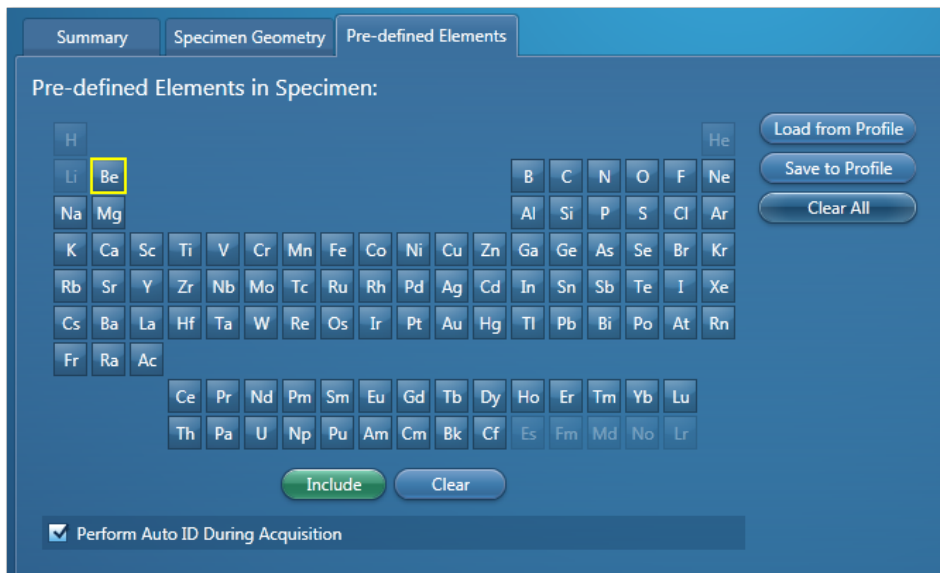 Summary Specimen Geometry Pre-defined Elements
Pre-defined Elements in Specimen:
Load from Profile
H He
Save to Profile
Li Be B C N O F Ne
Clear All
Na Mg Al Si P S Cl Ar
K Ca Sc Ti V Cr Mn Fe Co Ni Cu Zn Ga Ge As Se Br Kr
Rb Sr Y Zr Nb Mo Tc Ru Rh Pd Ag Cd In Sn Sb Te I Xe
Cs Ba La Hf Ta W Re Os Ir Pt Au Hg Tl Pb Bi Po At Rn
Fr Ra Ac
Ce Pr Nd Pm Sm Eu Gd Tb Dy Ho Er Tm Yb Lu
Th Pa U Np Pu Am Cm Bk Cf Es Fm Md No Lr
Include Clear
Perform Auto ID During Acquisition